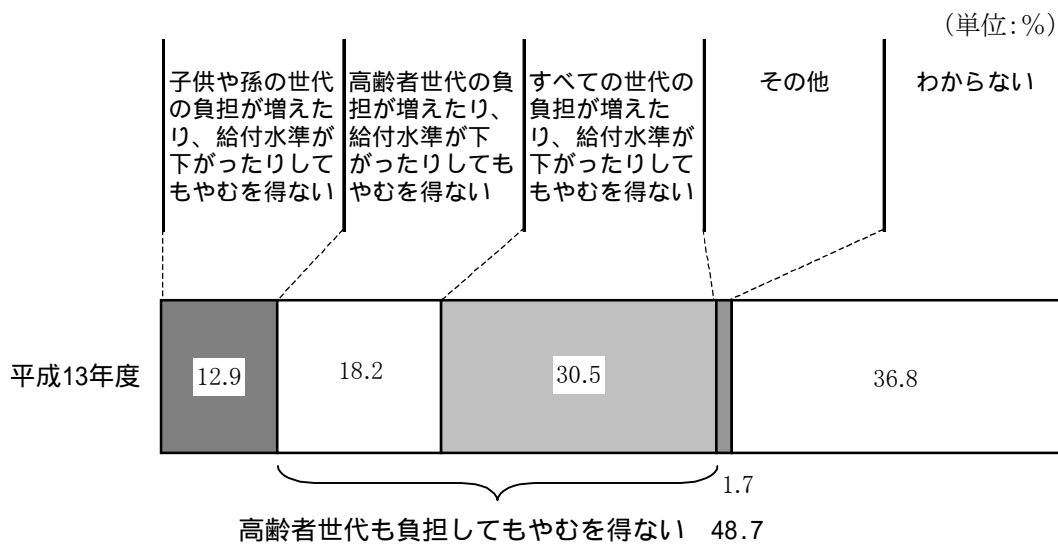 (単位:%)
子供や孫の世代
の負担が増えた
り、給付水準が
下がったりして
もやむを得ない
高齢者世代の負
担が増えたり、
給付水準が下
がったりしても
やむを得ない
すべての世代の
負担が増えた
り、給付水準が
下がったりして
もやむを得ない
その他
わからない
平成13年度
12.9
18.2
30.5
36.8
1.7
高齢者世代も負担してもやむを得ない 48.7